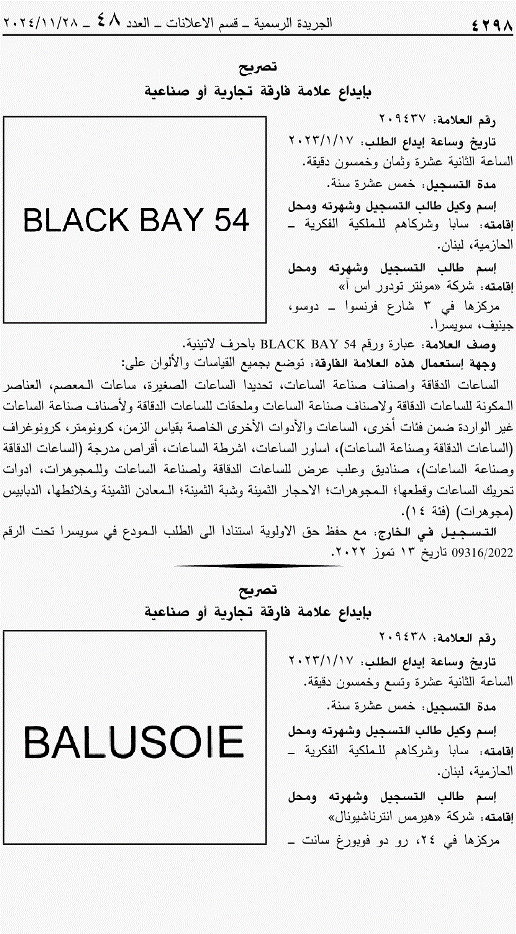 ٤٢٩٨
الجريدة الرسمية ــ قسم الاعلانات ــ العدد ٤٨ ــ ٢٠٢٤/١١/٢٨
تصريح
بإيداع علامة فارقة تجارية أو صناعية
BLACK BAY 54
رقم العلامة: ٢٠٩٤٣٧
تاريخ وساعة إيداع الطلب: ٢٠٢٣/١/١٧
الساعة الثانية عشرة وثمان وخمسون دقيقة.
مدة التسجيل: خمس عشرة سنة.
إسم وكيل طالب التسجيل وشهرته ومحل
إقامته: سابا وشركاهم للملكية الفكرية ــ
الحازمية، لبنان.
إسم طالب التسجيل وشهرته ومحل
إقامته: شركة «مونتر تودور اس أ»
مركزها في ٣ شارع فرنسوا ــ دوسو،
جينيف، سويسرا.
وصف العلامة: عبارة ورقم BLACK BAY 54 باحرف لاتينية.
وجهة إستعمال هذه العلامة الفارقة: توضع بجميع القياسات والألوان على:
الساعات الدقاقة واصناف صناعة الساعات، تحديدا الساعات الصغيرة، ساعات المعصم، العناصر
المكونة للساعات الدقاقة ولاصناف صناعة الساعات وملحقات للساعات الدقاقة ولأصناف صناعة الساعات
غير الواردة ضمن فئات أخرى، الساعات والأدوات الأخرى الخاصة بقياس الزمن، كرونومتر، كرونوغراف
(الساعات الدقاقة وصناعة الساعات)، اساور الساعات، اشرطة الساعات، أقراص مدرجة (الساعات الدقاقة
وصناعة الساعات)، صناديق وعلب عرض للساعات الدقاقة ولصناعة الساعات وللمجوهرات، ادوات
تحريك الساعات وقطعها؛ المجوهرات؛ الاحجار الثمينة وشبة الثمينة؛ المعادن الثمينة وخلائطها، الدبابيس
(مجوهرات) (فئة ١٤).
التسجيل في الخارج: مع حفظ حق الاولوية استنادا الى الطلب المودع في سويسرا تحت الرقم
09316/2022 تاريخ ١٣ تموز ٢٠٢٢.
تصريح
بإيداع علامة فارقة تجارية أو صناعية
BALUSOIE
رقم العلامة: ٢٠٩٤٣٨
تاريخ وساعة إيداع الطلب: ٢٠٢٣/١/١٧
الساعة الثانية عشرة وتسع وخمسون دقيقة.
مدة التسجيل: خمس عشرة سنة.
إسم وكيل طالب التسجيل وشهرته ومحل
إقامته: سابا وشركاهم للملكية الفكرية ــ
الحازمية، لبنان.
إسم طالب التسجيل وشهرته ومحل
إقامته: شركة «هيرمس انترناشيونال»
مركزها في ٢٤، رو دو فوبورغ سانت ــ